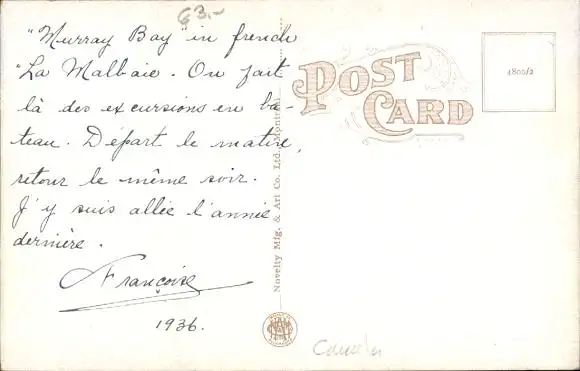 63.-
"Murray Bay" in french
"La Malbaie. On fait
là des excursions en ba-
teau. Départ le matin,
retour le même soir.
J'y suis allée l'année
dernière.
Françoise
1936.
Novelty Mfg. & Art Co. Ltd., Montreal
POST
CARD
4800/2